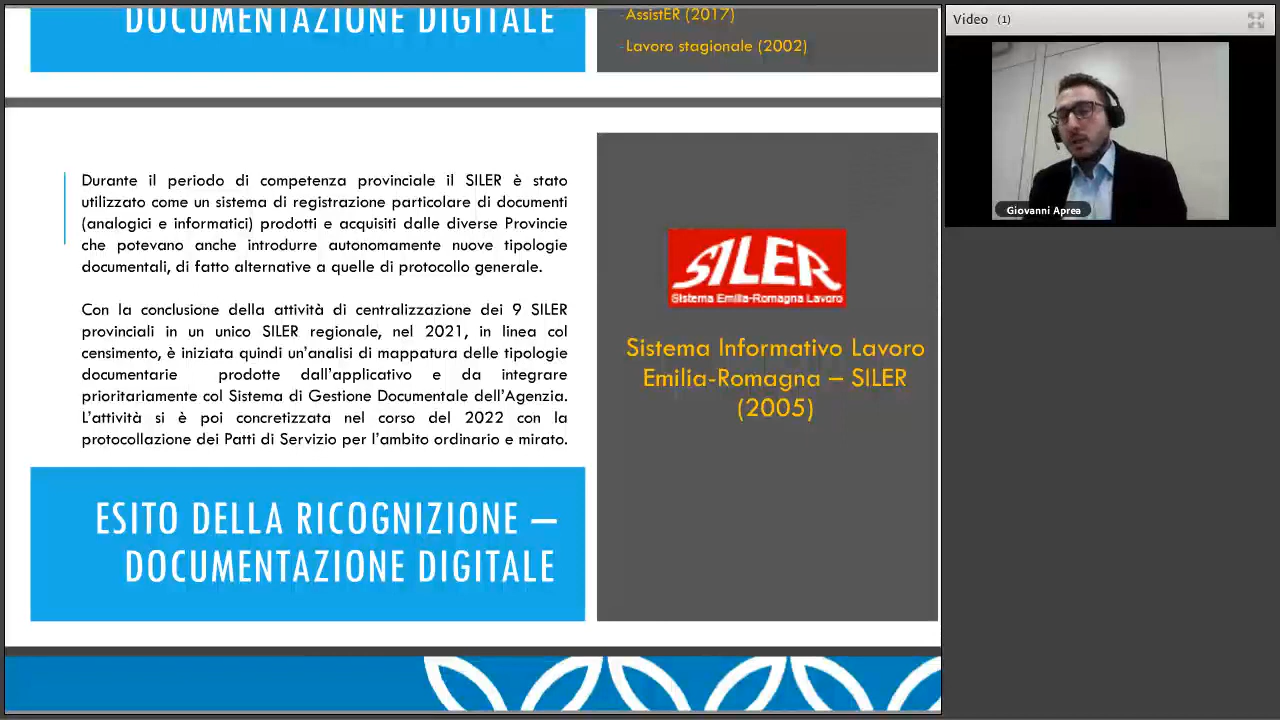 DOCUMENTAZIONE DIGITALE
-AssistER (2017)
-Lavoro stagionale (2002)
Durante il periodo di competenza provinciale il SILER è stato
utilizzato come un sistema di registrazione particolare di documenti
(analogici e informatici) prodotti e acquisiti dalle diverse Provincie
che potevano anche introdurre autonomamente nuove tipologie
documentali, di fatto alternative a quelle di protocollo generale.
Con la conclusione della attività di centralizzazione dei 9 SILER
provinciali in un unico SILER regionale, nel 2021, in linea col
censimento, è iniziata quindi un'analisi di mappatura delle tipologie
documentarie prodotte dall'applicativo e da integrare
prioritariamente col Sistema di Gestione Documentale dell'Agenzia.
L'attività si è poi concretizzata nel corso del 2022 con la
protocollazione dei Patti di Servizio per l'ambito ordinario e mirato.
ESITO DELLA RICOGNIZIONE –
DOCUMENTAZIONE DIGITALE
SILER
Sistema Emilia-Romagna Lavoro
Sistema Informativo Lavoro
Emilia-Romagna – SILER
(2005)
Video (1)
Giovanni Aprea